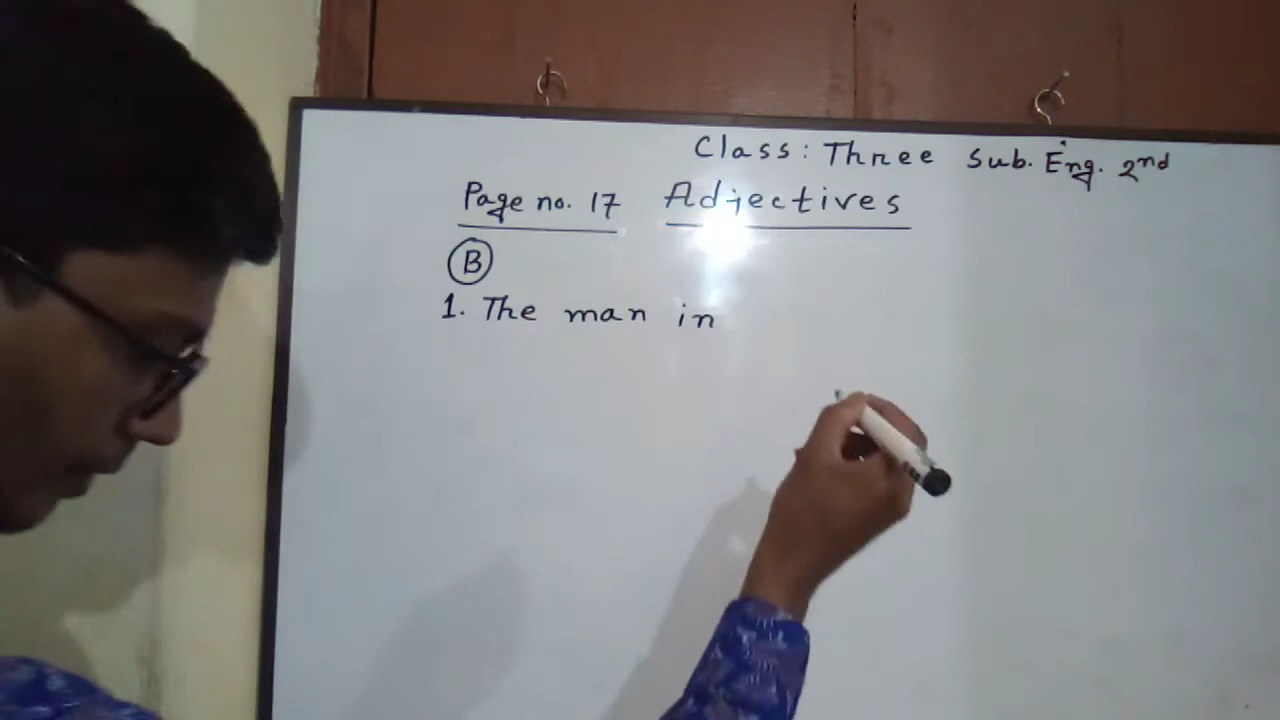 Class: Three Sub. Eng. 2nd
Page no. 17 Adjectives
B
1. The man in